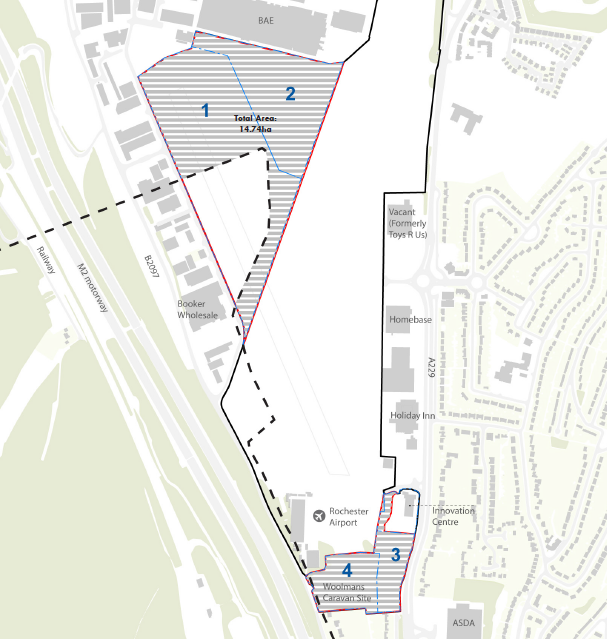 BAE
1
2
Total Area:
14.74ha
Vacant
(Formerly
Toys R Us)
Railway
M2 motorway
B2097
Booker
Wholesale
Homebase
A229
Holiday Inn
Rochester
Airport
Innovation
Centre
3
4
Woolmans
Caravan Site
ASDA